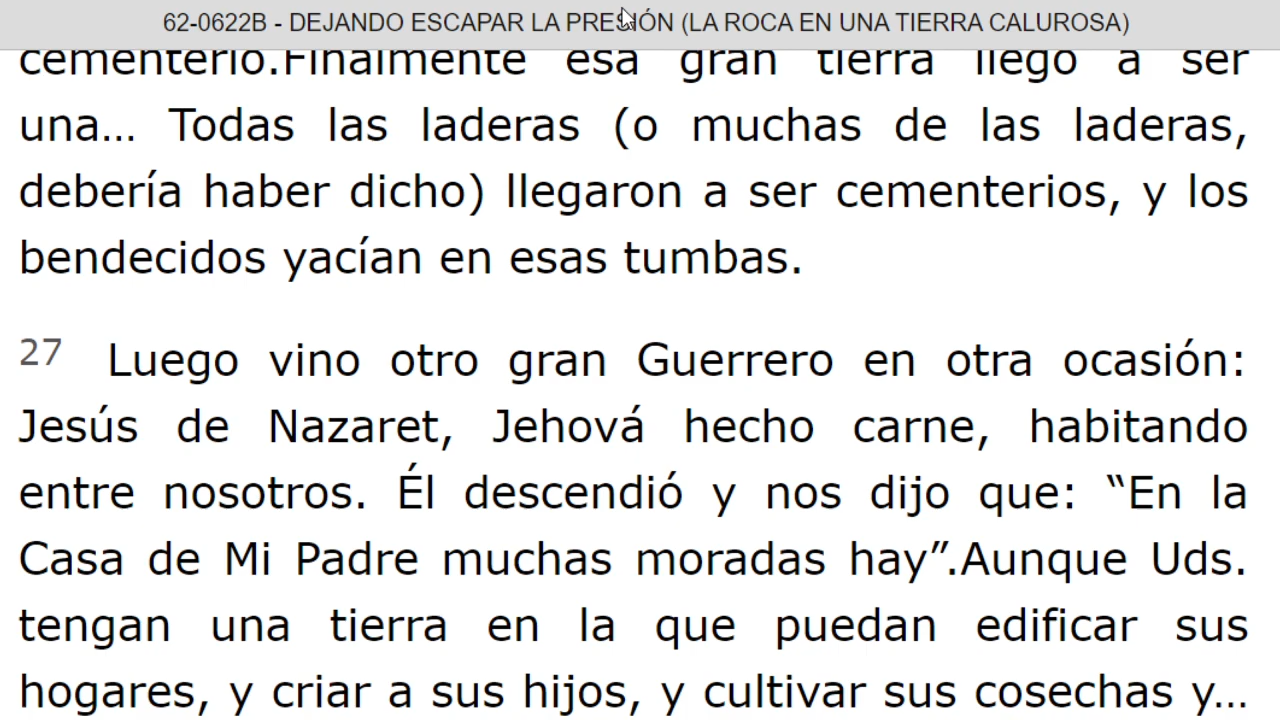 62-0622B - DEJANDO ESCAPAR LA PRESIÓN (LA ROCA EN UNA TIERRA CALUROSA)
cementerio.Finalmente esa gran tierra llegó a ser
una… Todas las laderas (o muchas de las laderas,
debería haber dicho) llegaron a ser cementerios, y los
bendecidos yacían en esas tumbas.
27 Luego vino otro gran Guerrero en otra ocasión:
Jesús de Nazaret, Jehová hecho carne, habitando
entre nosotros. Él descendió y nos dijo que: “En la
Casa de Mi Padre muchas moradas hay”.Aunque Uds.
tengan una tierra en la que puedan edificar sus
hogares, y criar a sus hijos, y cultivar sus cosechas y…